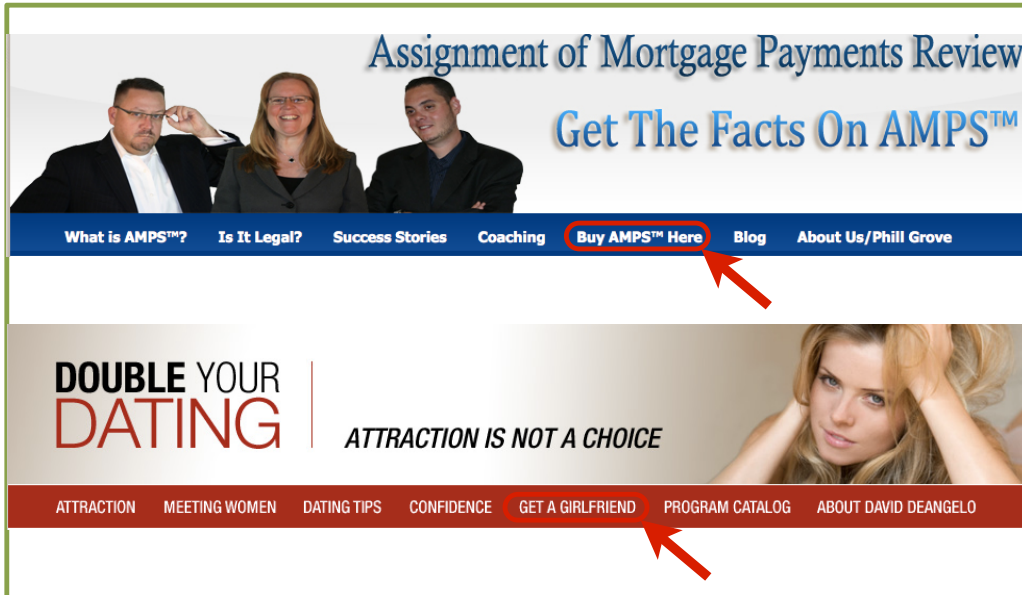 Assignment of Mortgage Payments Review
Get The Facts On AMPS™
What is AMPS™? Is It Legal? Success Stories Coaching Buy AMPS™ Here Blog About Us/Phill Grove
DOUBLE YOUR
DATING
ATTRACTION IS NOT A CHOICE
ATTRACTION MEETING WOMEN DATING TIPS CONFIDENCE GET A GIRLFRIEND PROGRAM CATALOG ABOUT DAVID DEANGELO